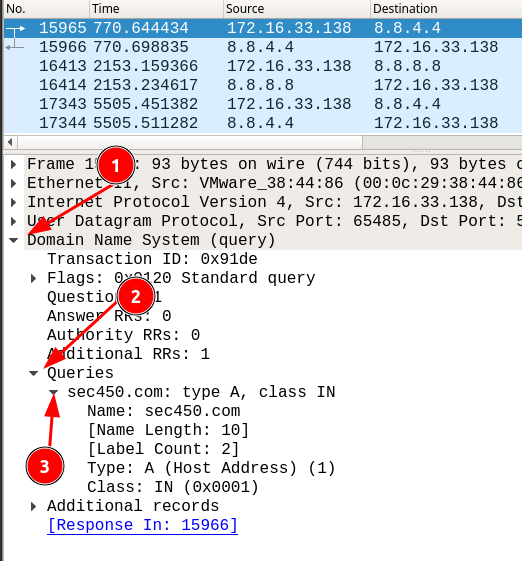 No. Time Source Destination
15965 770.644434 172.16.33.138 8.8.4.4
15966 770.698835 8.8.4.4 172.16.33.138
16413 2153.159366 172.16.33.138 8.8.8.8
16414 2153.234617 8.8.8.8 172.16.33.138
17343 5505.451382 172.16.33.138 8.8.4.4
17344 5505.511282 8.8.4.4 172.16.33.138
1
Frame : 93 bytes on wire (744 bits), 93 bytes
Ethernet II, Src: VMware_38:44:86 (00:0c:29:38:44:86
Internet Protocol Version 4, Src: 172.16.33.138, Dst
User Datagram Protocol, Src Port: 65485, Dst Port: 5
Domain Name System (query)
Transaction ID: 0x91de
Flags: 0x0120 Standard query
2
Questions: 1
Answer RRs: 0
Authority RRs: 0
Additional RRs: 1
Queries
sec450.com: type A, class IN
Name: sec450.com
[Name Length: 10]
[Label Count: 2]
3
Type: A (Host Address) (1)
Class: IN (0x0001)
Additional records
[Response In: 15966]